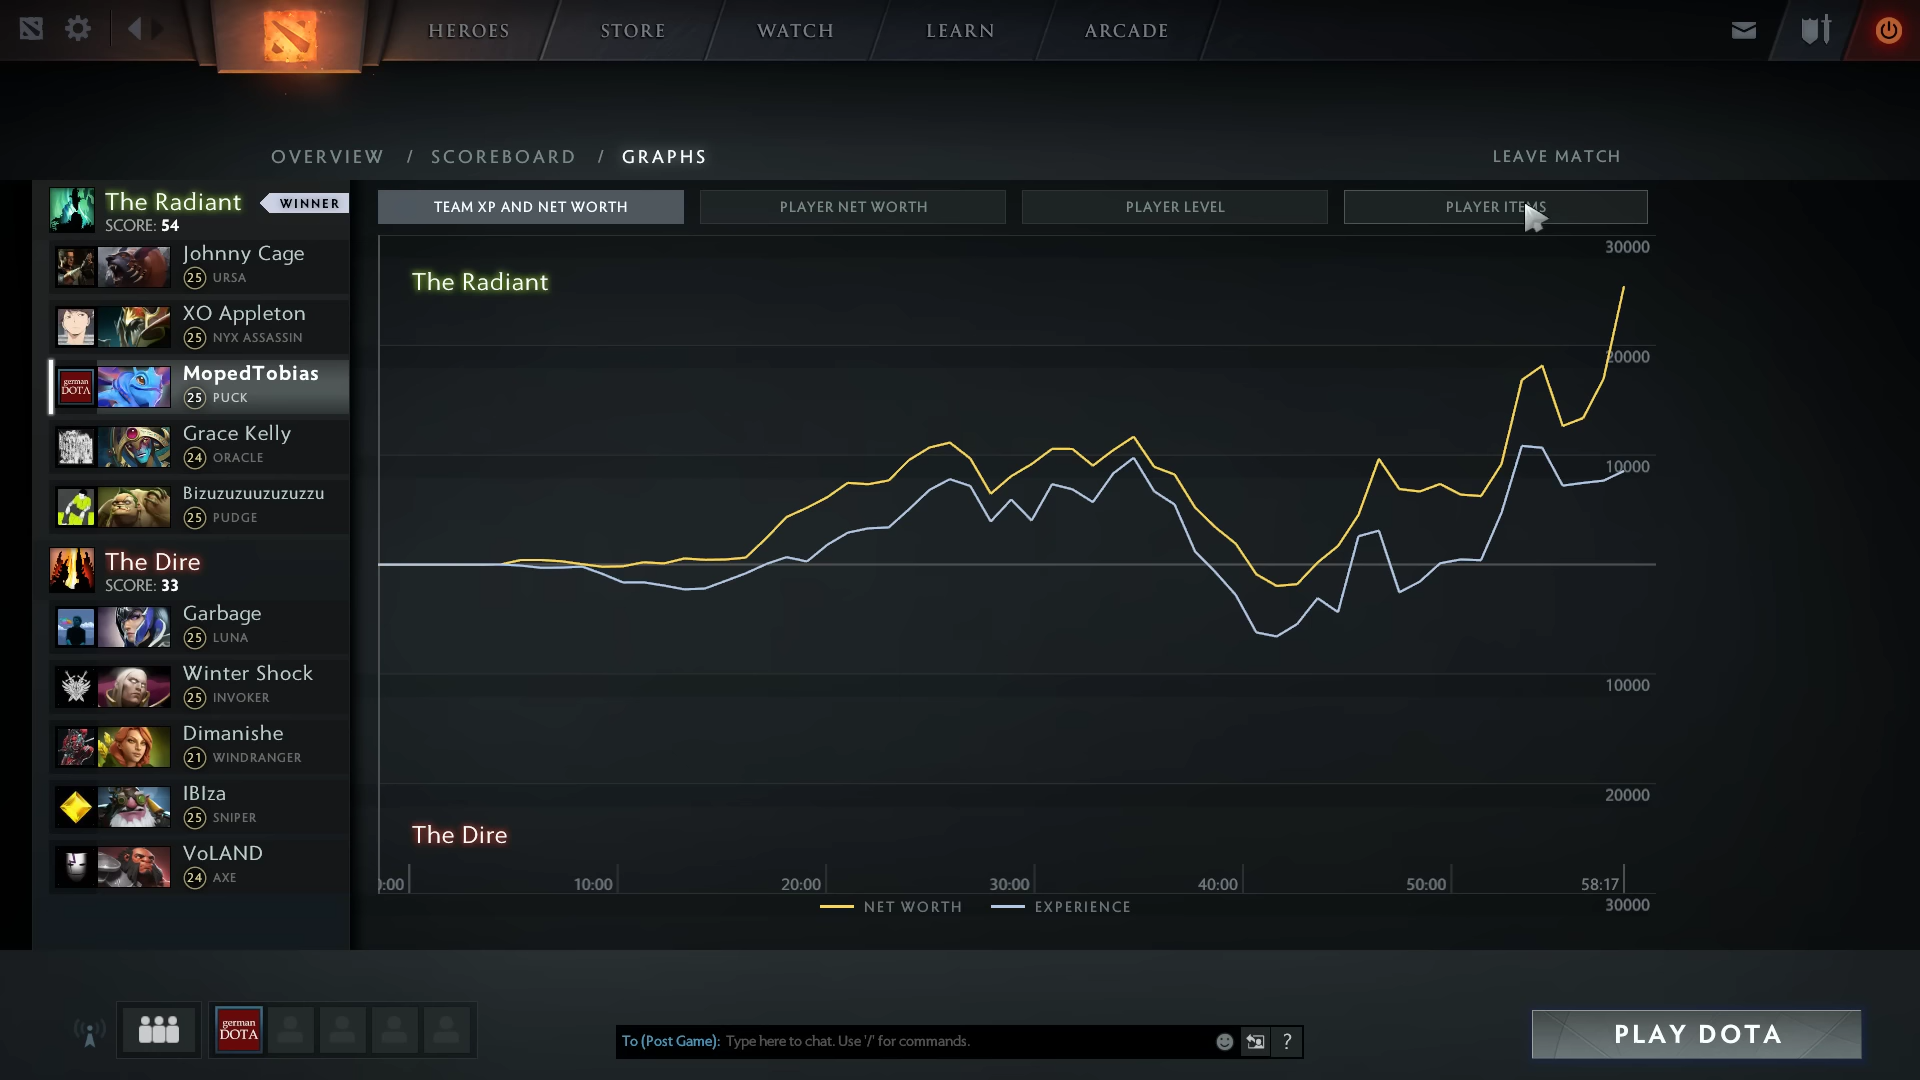 HEROES
STORE
WATCH
LEARN
ARCADE
OVERVIEW / SCOREBOARD / GRAPHS
LEAVE MATCH
The Radiant
WINNER
SCORE: 54
Johnny Cage
25 URSA
XO Appleton
25 NYX ASSASSIN
german
DOTA
MopedTobias
25 PUCK
Grace Kelly
24 ORACLE
Bizuzuzuuzuzuzzu
25 PUDGE
The Dire
SCORE: 33
Garbage
25 LUNA
Winter Shock
25 INVOKER
Dimanishe
21 WINDRANGER
IBIza
25 SNIPER
VoLAND
24 AXE
TEAM XP AND NET WORTH
PLAYER NET WORTH
PLAYER LEVEL
PLAYER ITEMS
30000
The Radiant
20000
10000
10000
20000
The Dire
:00 10:00 20:00 30:00 40:00 50:00 58:17
30000
NET WORTH
EXPERIENCE
german
DOTA
To (Post Game): Type here to chat. Use '/' for commands.
?
PLAY DOTA